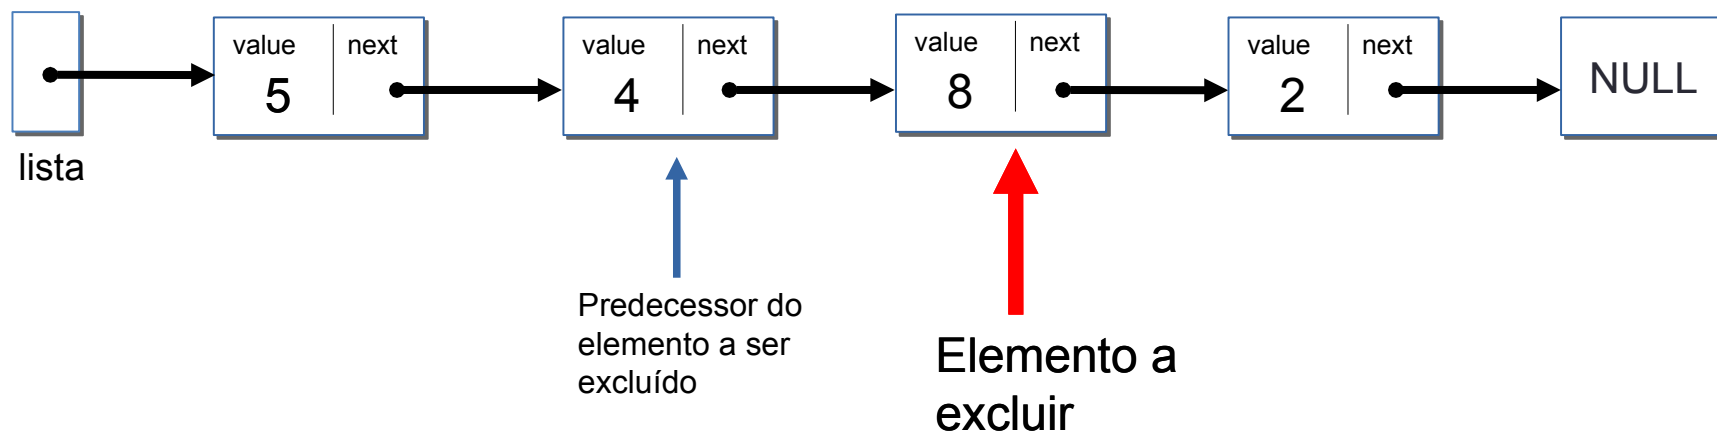 value next
5
value next
4
value next
8
value next
2
NULL
lista
Predecessor do
elemento a ser
excluído
Elemento a
excluir